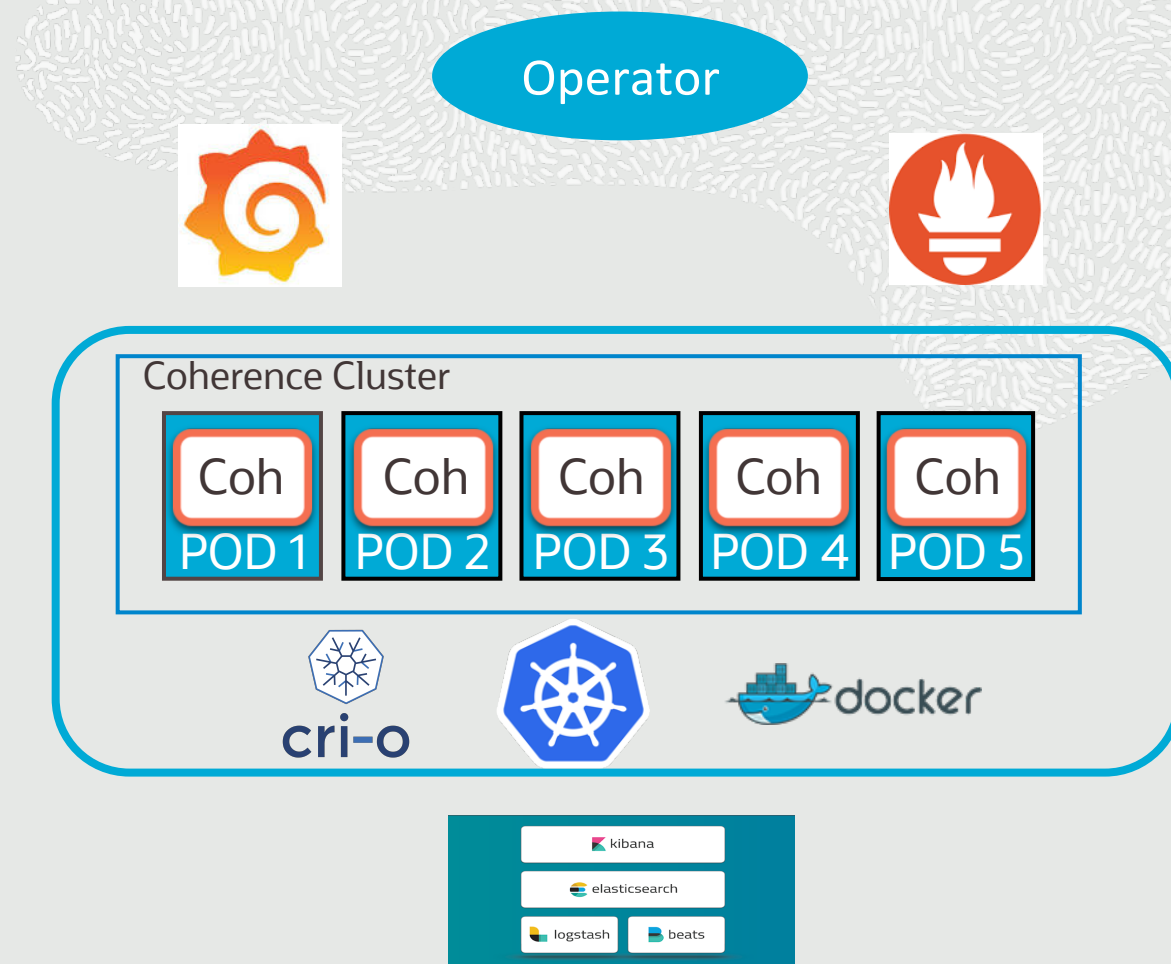 Operator
Coherence Cluster
Coh Coh Coh Coh Coh
POD 1 POD 2 POD 3 POD 4 POD 5
cri-o
docker
kibana
elasticsearch
logstash beats